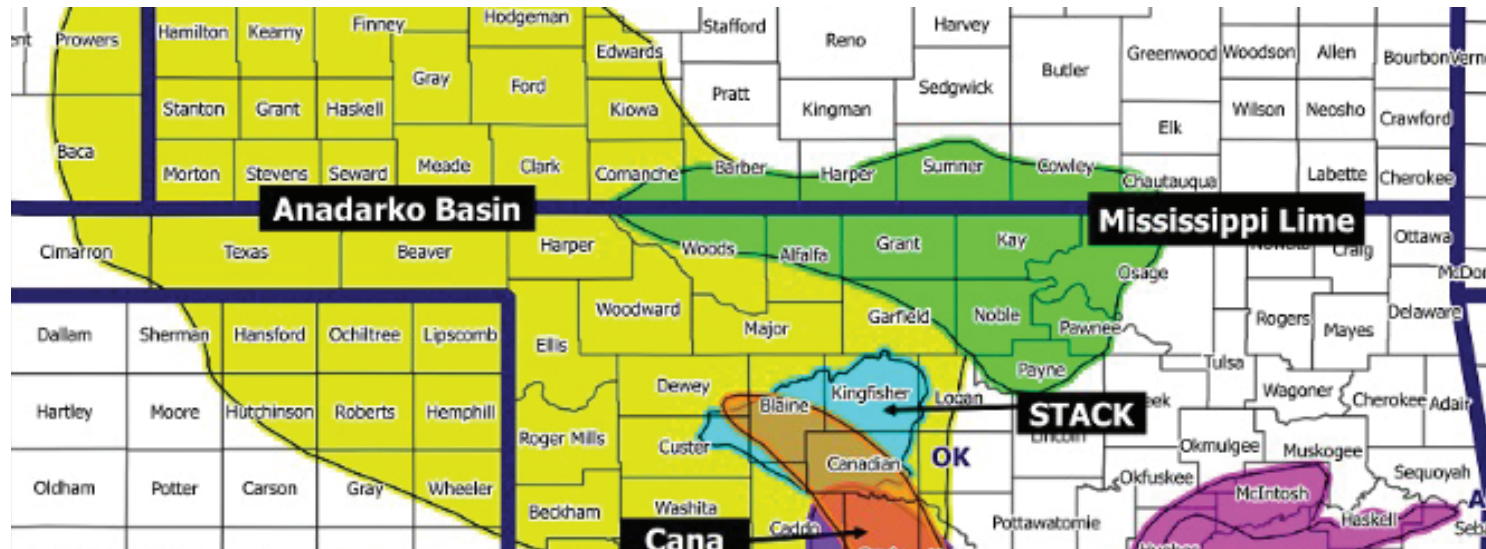 Hamilton
Kearny
Finney
Hodgeman
Stafford
Reno
Harvey
Prowers
Edwards
Greenwood
Woodson
Allen
Bourbon
Gray
Ford
Butler
Sedgwick
Pratt
Kingman
Stanton
Grant
Haskell
Kiowa
Wilson
Neosho
Crawford
Elk
Baca
Morton
Stevens
Seward
Meade
Clark
Comanche
Barber
Harper
Sumner
Cowley
Chautauqua
Labette
Cherokee
Anadarko Basin
Mississippi Lime
Cimarron
Texas
Beaver
Harper
Woods
Alfalfa
Grant
Kay
Osage
Craig
Ottawa
Woodward
Major
Garfield
Noble
Pawnee
Rogers
Mayes
Delaware
Dallam
Sherman
Hansford
Ochiltree
Lipscomb
Ellis
Payne
Tulsa
Dewey
Blaine
Kingfisher
Logan
Wagoner
Cherokee
Adair
Hartley
Moore
Hutchinson
Roberts
Hemphill
STACK
Roger Mills
Custer
Canadian
OK
Lincoln
Okmulgee
Muskogee
Sequoyah
Okfuskee
Oldham
Potter
Carson
Gray
Wheeler
Beckham
Washita
Caddo
Pottawatomie
McIntosh
Haskell
Cana